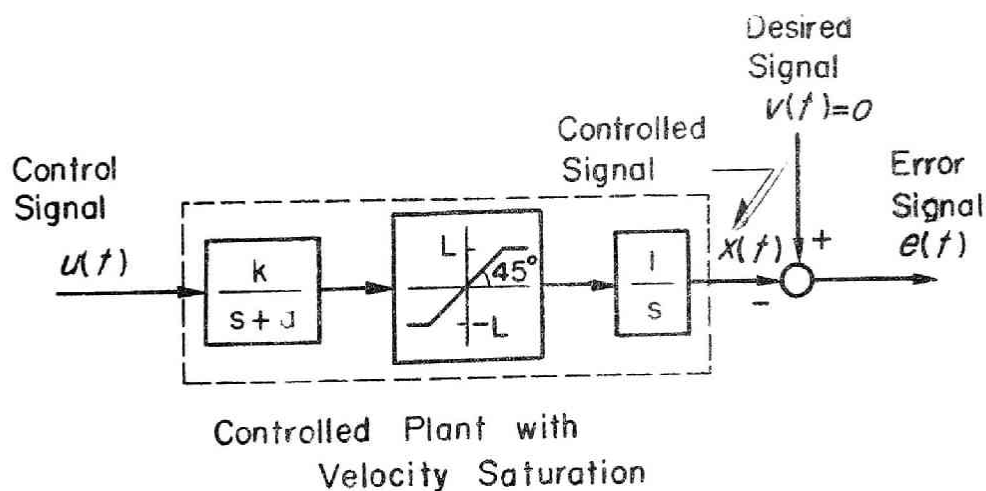 Desired
Signal
v(t)=0
Controlled
Signal
Control
Signal
u(t)
k
s+
L
45°
-L
1
s
x(t)
+
-
Error
Signal
e(t)
Controlled Plant with
Velocity Saturation